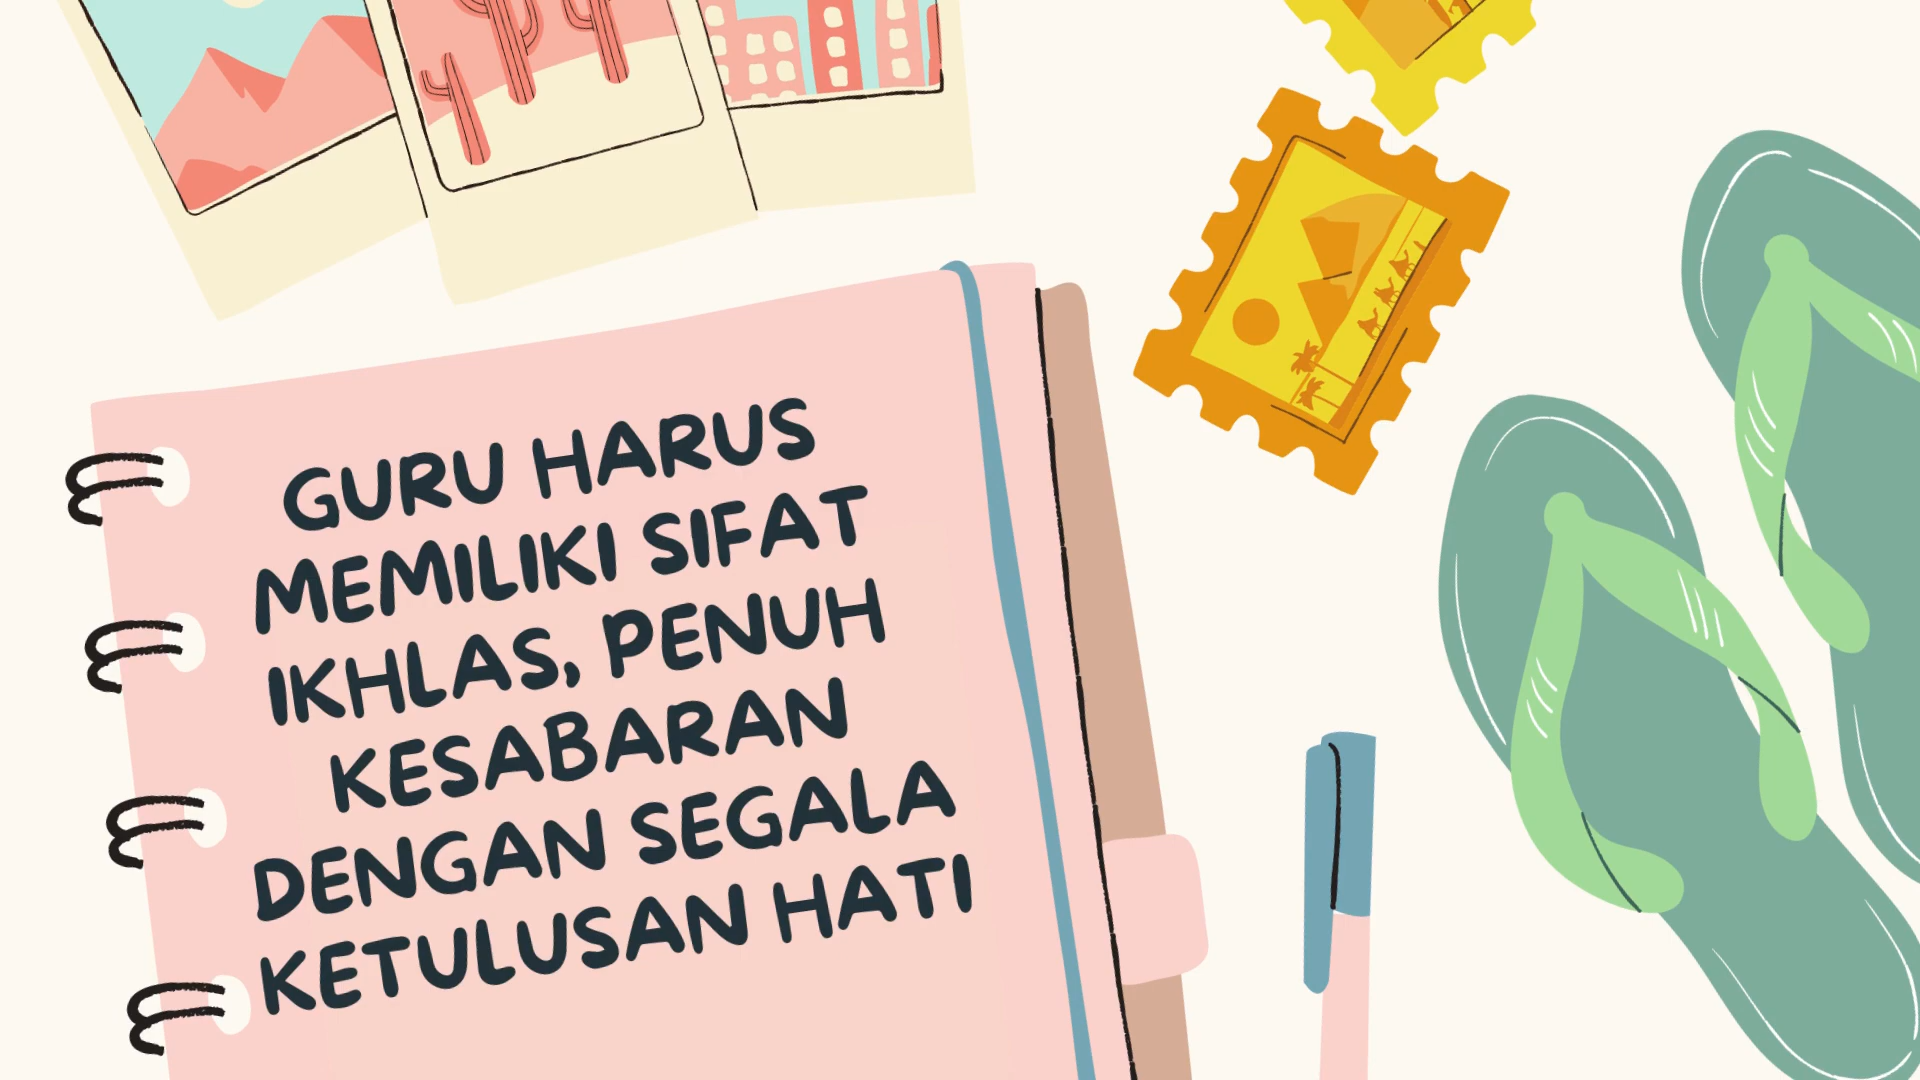 GURU HARUS
MEMILIKI SIFAT
IKHLAS, PENUH
KESABARAN
DENGAN SEGALA
KETULUSAN HATI